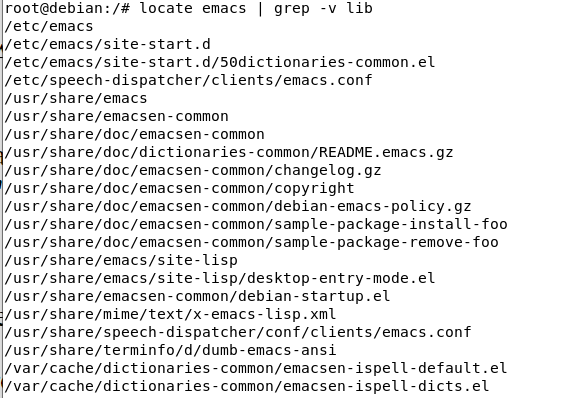 root@debian:/# locate emacs | grep -v lib
/etc/emacs
/etc/emacs/site-start.d
/etc/emacs/site-start.d/50dictionaries-common.el
/etc/speech-dispatcher/clients/emacs.conf
/usr/share/emacs
/usr/share/emacsen-common
/usr/share/doc/emacsen-common
/usr/share/doc/dictionaries-common/README.emacs.gz
/usr/share/doc/emacsen-common/changelog.gz
/usr/share/doc/emacsen-common/copyright
/usr/share/doc/emacsen-common/debian-emacs-policy.gz
/usr/share/doc/emacsen-common/sample-package-install-foo
/usr/share/doc/emacsen-common/sample-package-remove-foo
/usr/share/emacs/site-lisp
/usr/share/emacs/site-lisp/desktop-entry-mode.el
/usr/share/emacsen-common/debian-startup.el
/usr/share/mime/text/x-emacs-lisp.xml
/usr/share/speech-dispatcher/conf/clients/emacs.conf
/usr/share/terminfo/d/dumb-emacs-ansi
/var/cache/dictionaries-common/emacsen-ispell-default.el
/var/cache/dictionaries-common/emacsen-ispell-dicts.el